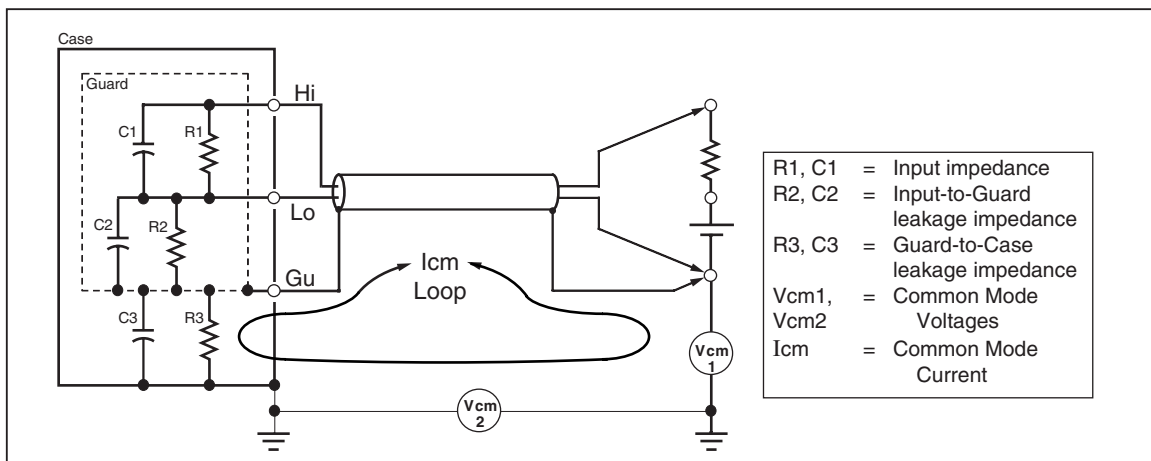 Case
Guard
Hi
C1
R1
Lo
C2
R2
Gu
C3
R3
Icm
Loop
Vcm
1
Vcm
2
R1, C1 = Input impedance
R2, C2 = Input-to-Guard
leakage impedance
R3, C3 = Guard-to-Case
leakage impedance
Vcm1, = Common Mode
Vcm2 Voltages
Icm = Common Mode
Current